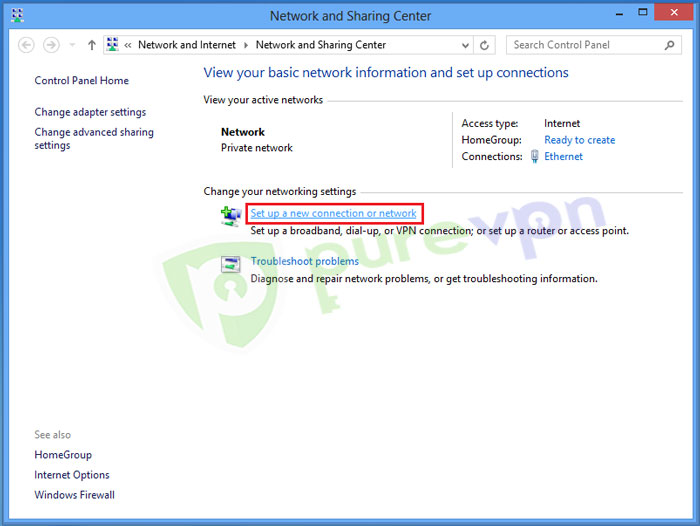 Network and Sharing Center
« Network and Internet Network and Sharing Center
Search Control Panel
Control Panel Home
Change adapter settings
Change advanced sharing
settings
See also
HomeGroup
Internet Options
Windows Firewall
View your basic network information and set up connections
View your active networks
Network
Private network
Access type: Internet
HomeGroup: Ready to create
Connections: Ethernet
Change your networking settings
Set up a new connection or network
Set up a broadband, dial-up, or VPN connection; or set up a router or access point.
Troubleshoot problems
Diagnose and repair network problems, or get troubleshooting information.
purevpn